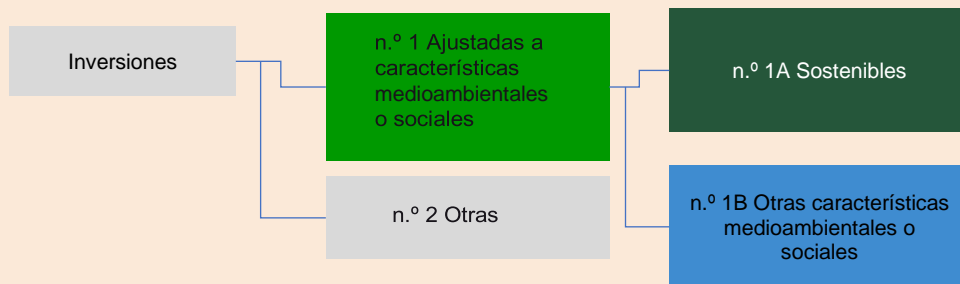 Inversiones
n.º 1 Ajustadas a
características
medioambientales
o sociales
n.º 2 Otras
n.º 1A Sostenibles
n.º 1B Otras características
medioambientales o
sociales